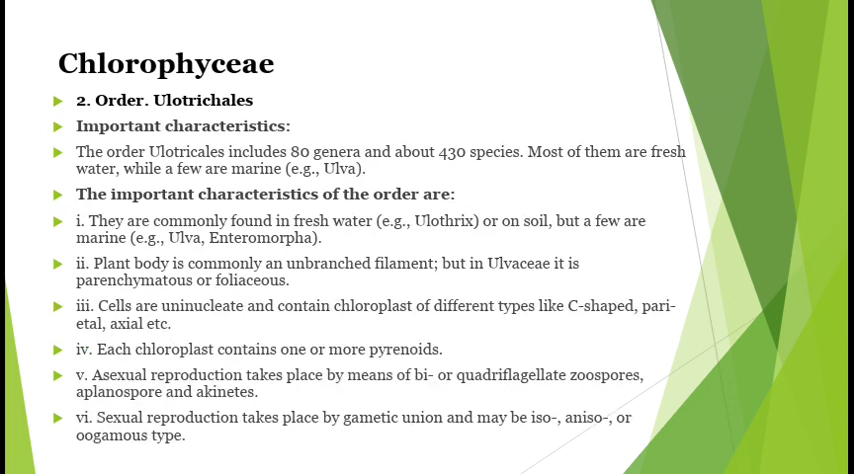 Chlorophyceae
2. Order. Ulotrichales
Important characteristics:
The order Ulotricales includes 80 genera and about 430 species. Most of them are fresh
water, while a few are marine (e.g., Ulva).
The important characteristics of the order are:
i. They are commonly found in fresh water (e.g., Ulothrix) or on soil, but a few are
marine (e.g., Ulva, Enteromorpha).
ii. Plant body is commonly an unbranched filament; but in Ulvaceae it is
parenchymatous or foliaceous.
iii. Cells are uninucleate and contain chloroplast of different types like C-shaped, pari-
etal, axial etc.
iv. Each chloroplast contains one or more pyrenoids.
v. Asexual reproduction takes place by means of bi- or quadriflagellate zoospores,
aplanospore and akinetes.
vi. Sexual reproduction takes place by gametic union and may be iso-, aniso-, or
oogamous type.